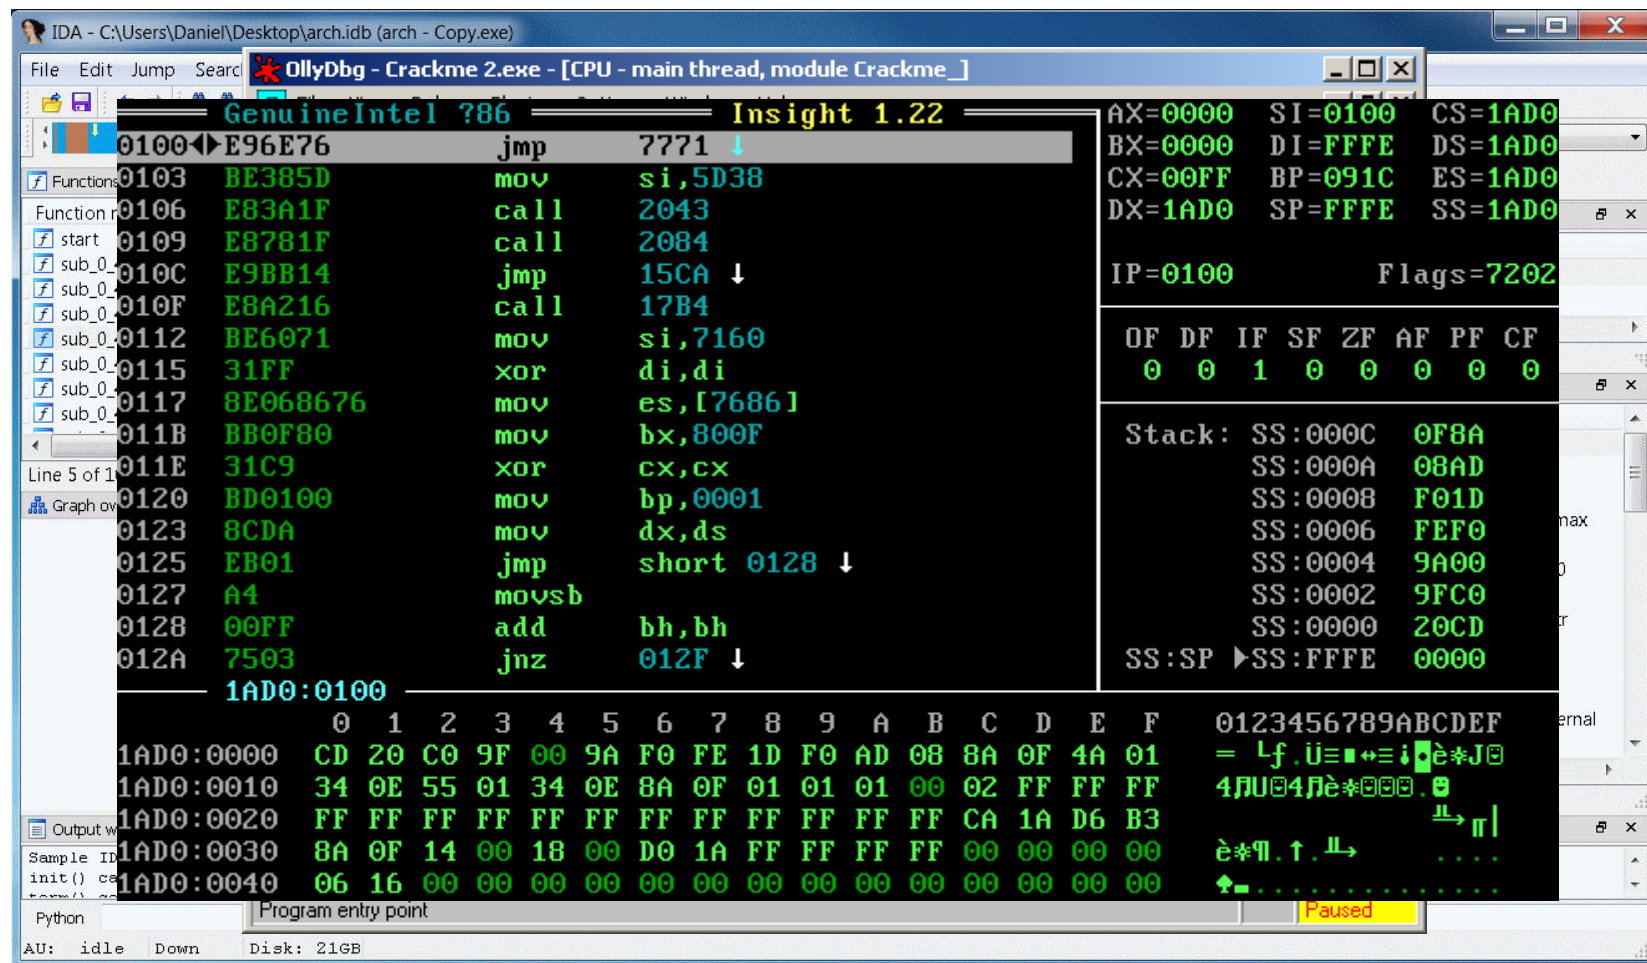 IDA - C:\Users\Daniel\Desktop\arch.idb (arch - Copy.exe)
File Edit Jump
OllyDbg - Crackme 2.exe - [CPU - main thread, module Crackme_]
GenuineIntel ?86 Insight 1.22
0100 E96E76 jmp 7771 ↓
0103 BE385D mov si,5D38
0106 E83A1F call 2043
0109 E8781F call 2084
010C E9BB14 jmp 15CA ↓
010F E8A216 call 17B4
0112 BE6071 mov si,7160
0115 31FF xor di,di
0117 8E068676 mov es,[7686]
011B BB0F80 mov bx,800F
011E 31C9 xor cx,cx
0120 BD0100 mov bp,0001
0123 8CDA mov dx,ds
0125 EB01 jmp short 0128 ↓
0127 A4 movsb
0128 00FF add bh,bh
012A 7503 jnz 012F ↓
AX=0000 SI=0100 CS=1AD0
BX=0000 DI=FFFE DS=1AD0
CX=00FF BP=091C ES=1AD0
DX=1AD0 SP=FFFE SS=1AD0
IP=0100 Flags=7202
OF DF IF SF ZF AF PF CF
0 0 1 0 0 0 0 0
Stack: SS:000C 0F8A
SS:000A 08AD
SS:0008 F01D
SS:0006 FEF0
SS:0004 9A00
SS:0002 9FC0
SS:0000 20CD
SS:SP ►SS:FFFE 0000
1AD0:0100
0 1 2 3 4 5 6 7 8 9 A B C D E F 0123456789ABCDEF
1AD0:0000 CD 20 C0 9F 00 9A F0 FE 1D F0 AD 08 8A 0F 4A 01
1AD0:0010 34 0E 55 01 34 0E 8A 0F 01 01 01 00 02 FF FF FF
1AD0:0020 FF FF FF FF FF FF FF FF FF FF FF FF CA 1A D6 B3
1AD0:0030 8A 0F 14 00 18 00 D0 1A FF FF FF FF 00 00 00 00
1AD0:0040 06 16 00 00 00 00 00 00 00 00 00 00 00 00 00 00
Functions
Function
start
sub_0_
sub_0_
sub_0_
sub_0_
sub_0_
sub_0_
sub_0_
Line 5 of
Graph
Output
Sample
init()
Python
Program entry point Paused
AU: idle Down Disk: 21GB